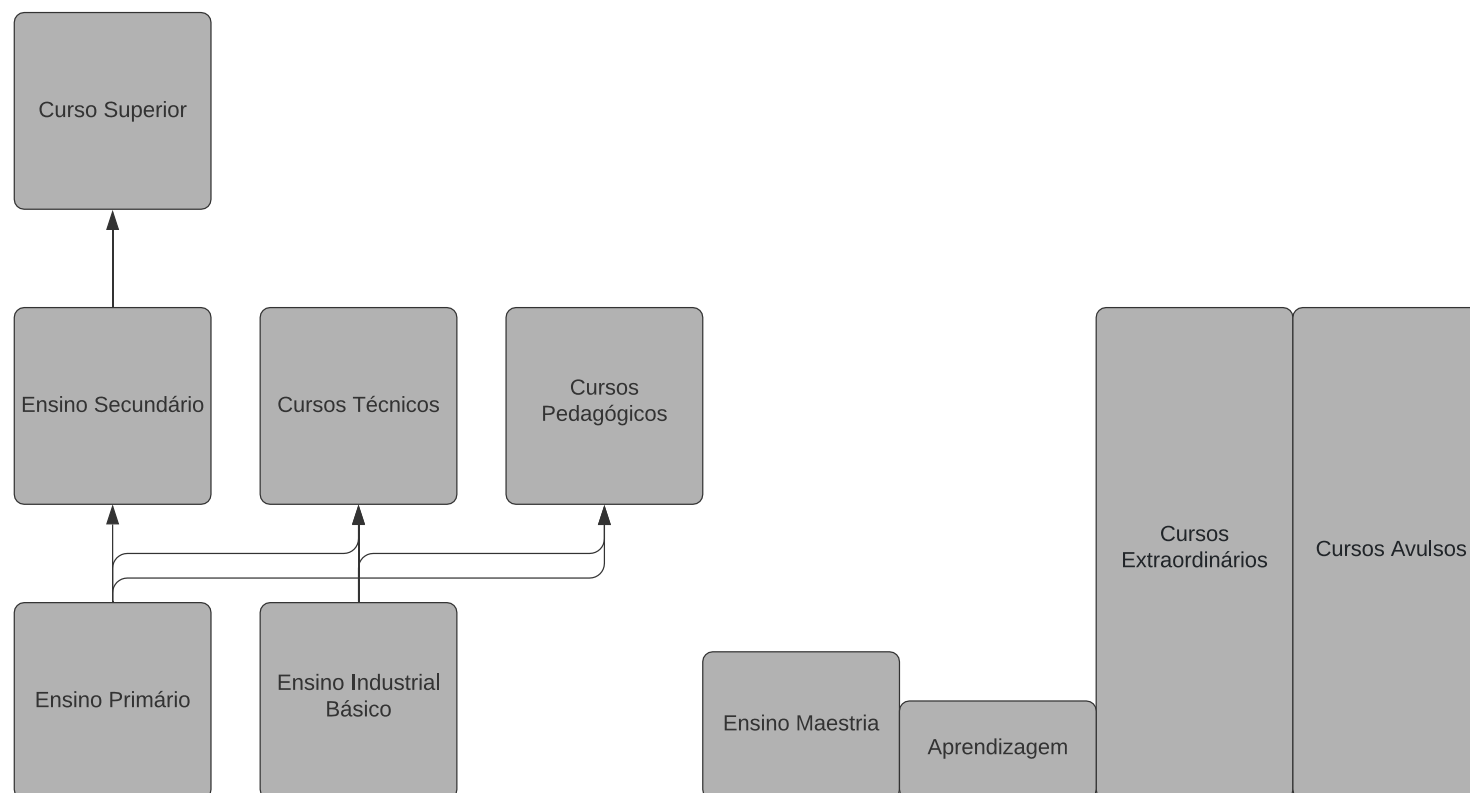 Curso Superior
Ensino Secundário
Cursos Técnicos
Cursos
Pedagógicos
Cursos
Extraordinários
Cursos Avulsos
Ensino Primário
Ensino Industrial
Básico
Ensino Maestria
Aprendizagem